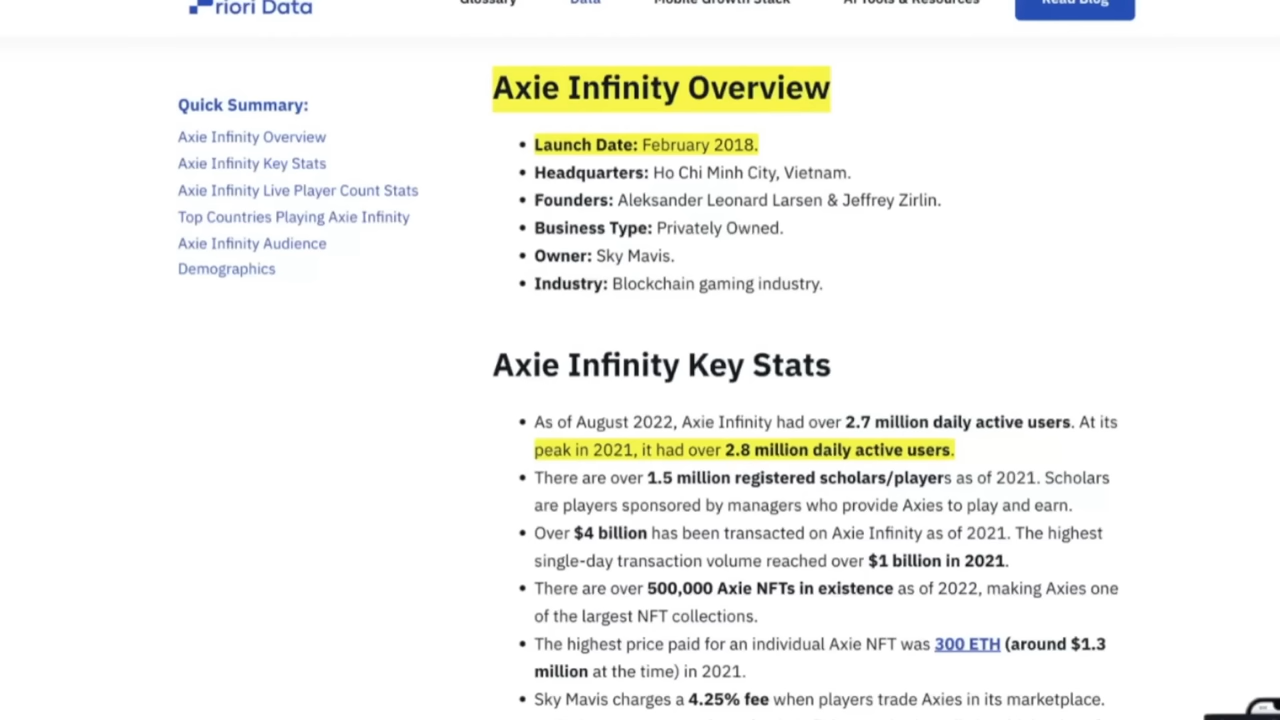 riori Data
Glossary
Data
Mobile Growth Stack
AI Tools & Resources
Read Blog
Quick Summary:
Axie Infinity Overview
Axie Infinity Key Stats
Axie Infinity Live Player Count Stats
Top Countries Playing Axie Infinity
Axie Infinity Audience
Demographics
Axie Infinity Overview
• Launch Date: February 2018.
• Headquarters: Ho Chi Minh City, Vietnam.
• Founders: Aleksander Leonard Larsen & Jeffrey Zirlin.
• Business Type: Privately Owned.
• Owner: Sky Mavis.
• Industry: Blockchain gaming industry.
Axie Infinity Key Stats
• As of August 2022, Axie Infinity had over 2.7 million daily active users. At its
peak in 2021, it had over 2.8 million daily active users.
• There are over 1.5 million registered scholars/players as of 2021. Scholars
are players sponsored by managers who provide Axies to play and earn.
• Over $4 billion has been transacted on Axie Infinity as of 2021. The highest
single-day transaction volume reached over $1 billion in 2021.
• There are over 500,000 Axie NFTs in existence as of 2022, making Axies one
of the largest NFT collections.
• The highest price paid for an individual Axie NFT was 300 ETH (around $1.3
million at the time) in 2021.
• Sky Mavis charges a 4.25% fee when players trade Axies in its marketplace.